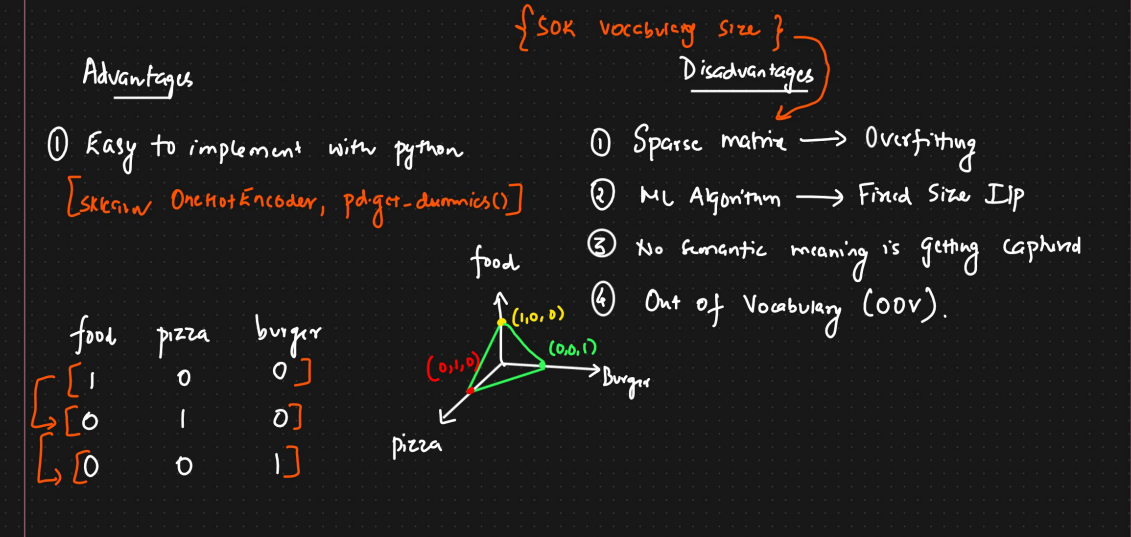 {50K Vocabulary Size}
Advantages
① Easy to implement with python
[sklearn OneHotEncoder, pd.get_dummies()]
Disadvantages
① Sparse matrix → Overfitting
② ML Algorithm → Fixed Size I/p
③ No Semantic meaning is getting captured
④ Out of Vocabulary (OOV).
food pizza burger
[1 0 0]
[0 1 0]
[0 0 1]
food
(1,0,0)
(0,0,1)
(0,1,0)
Burger
pizza